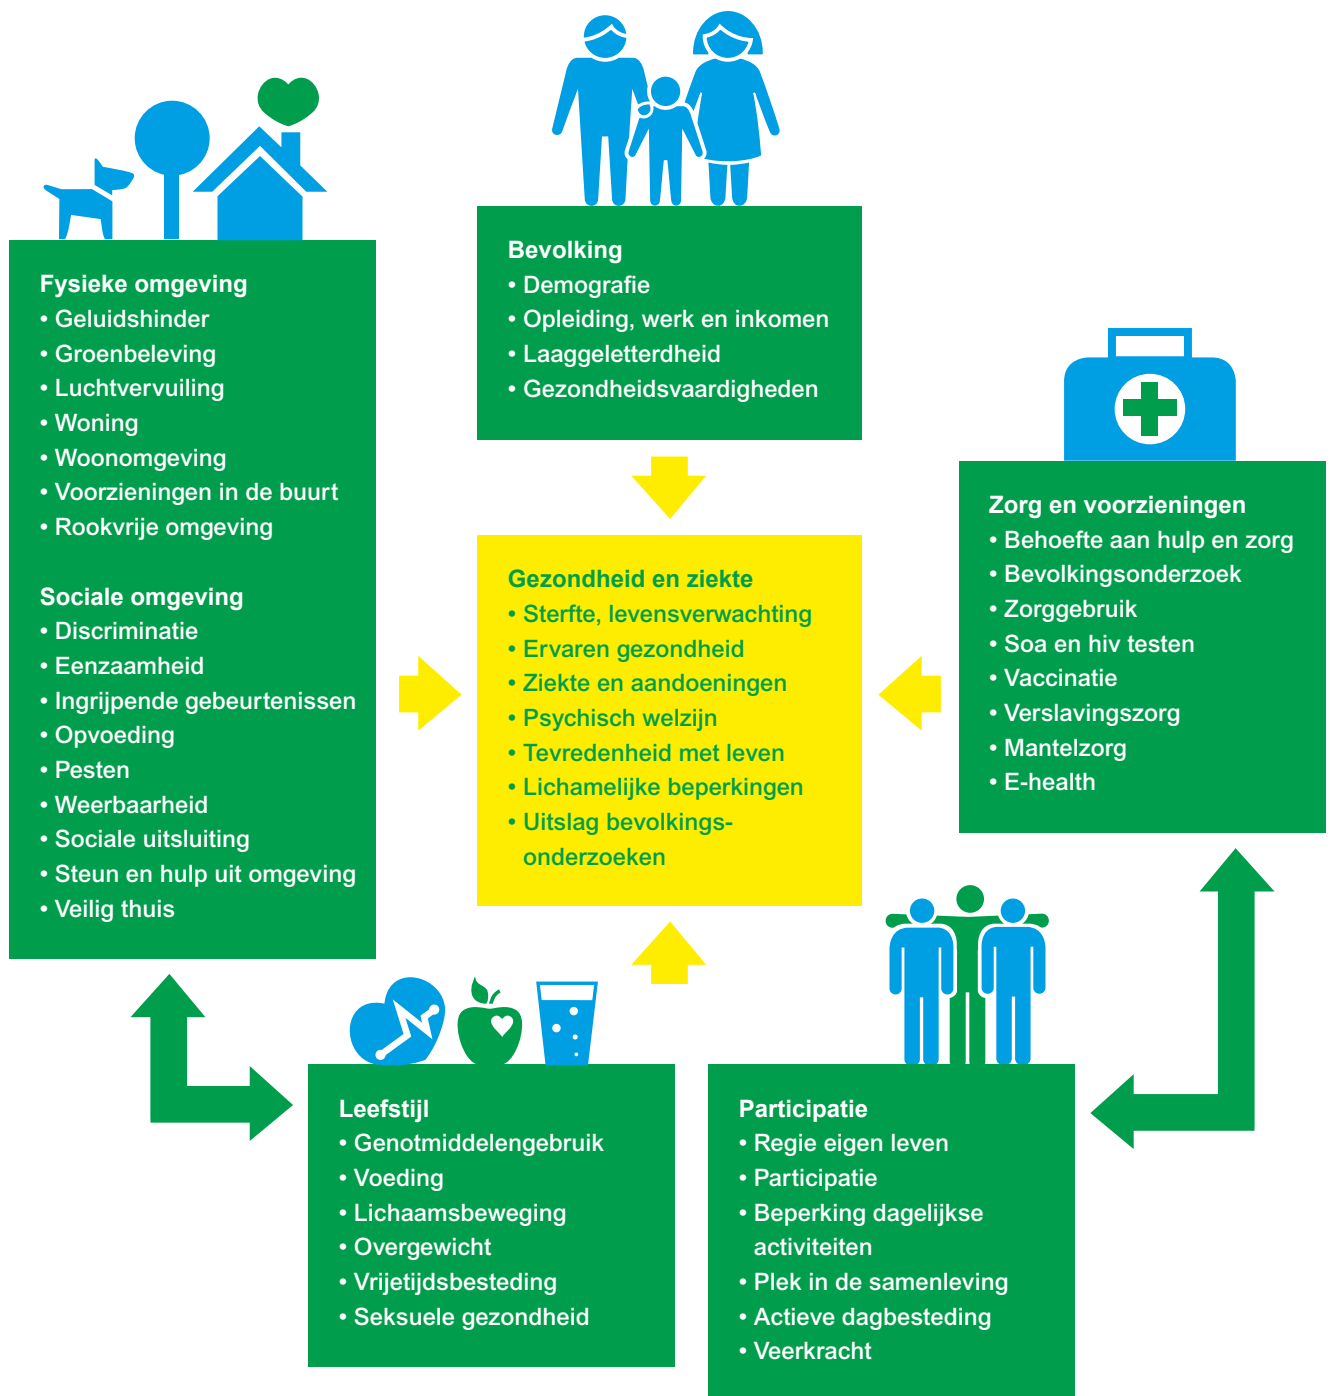 Bevolking
• Demografie
• Opleiding, werk en inkomen
• Laaggeletterdheid
• Gezondheidsvaardigheden
Fysieke omgeving
• Geluidshinder
• Groenbeleving
• Luchtvervuiling
• Woning
• Woonomgeving
• Voorzieningen in de buurt
• Rookvrije omgeving
Sociale omgeving
• Discriminatie
• Eenzaamheid
• Ingrijpende gebeurtenissen
• Opvoeding
• Pesten
• Weerbaarheid
• Sociale uitsluiting
• Steun en hulp uit omgeving
• Veilig thuis
Gezondheid en ziekte
• Sterfte, levensverwachting
• Ervaren gezondheid
• Ziekte en aandoeningen
• Psychisch welzijn
• Tevredenheid met leven
• Lichamelijke beperkingen
• Uitslag bevolkings-
onderzoeken
Zorg en voorzieningen
• Behoefte aan hulp en zorg
• Bevolkingsonderzoek
• Zorggebruik
• Soa en hiv testen
• Vaccinatie
• Verslavingszorg
• Mantelzorg
• E-health
Leefstijl
• Genotmiddelengebruik
• Voeding
• Lichaamsbeweging
• Overgewicht
• Vrijetijdsbesteding
• Seksuele gezondheid
Participatie
• Regie eigen leven
• Participatie
• Beperking dagelijkse
activiteiten
• Plek in de samenleving
• Actieve dagbesteding
• Veerkracht